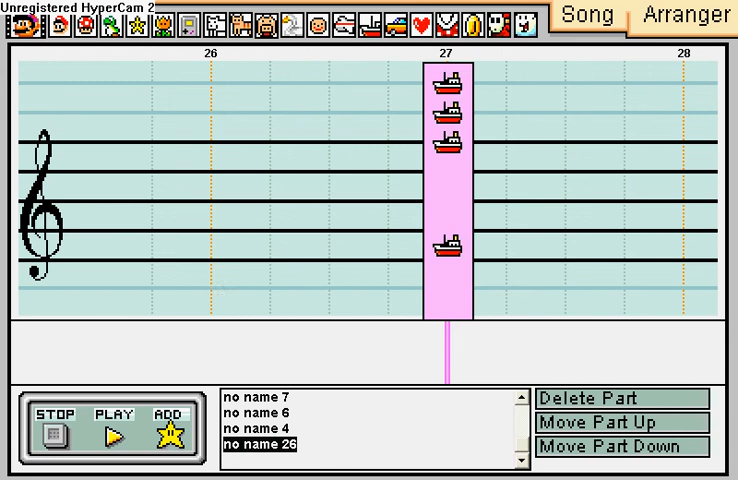 Unregistered HyperCam 2
Song
Arranger
26
27
28
STOP
PLAY
ADD
no name 7
no name 6
no name 4
no name 26
Delete Part
Move Part Up
Move Part Down